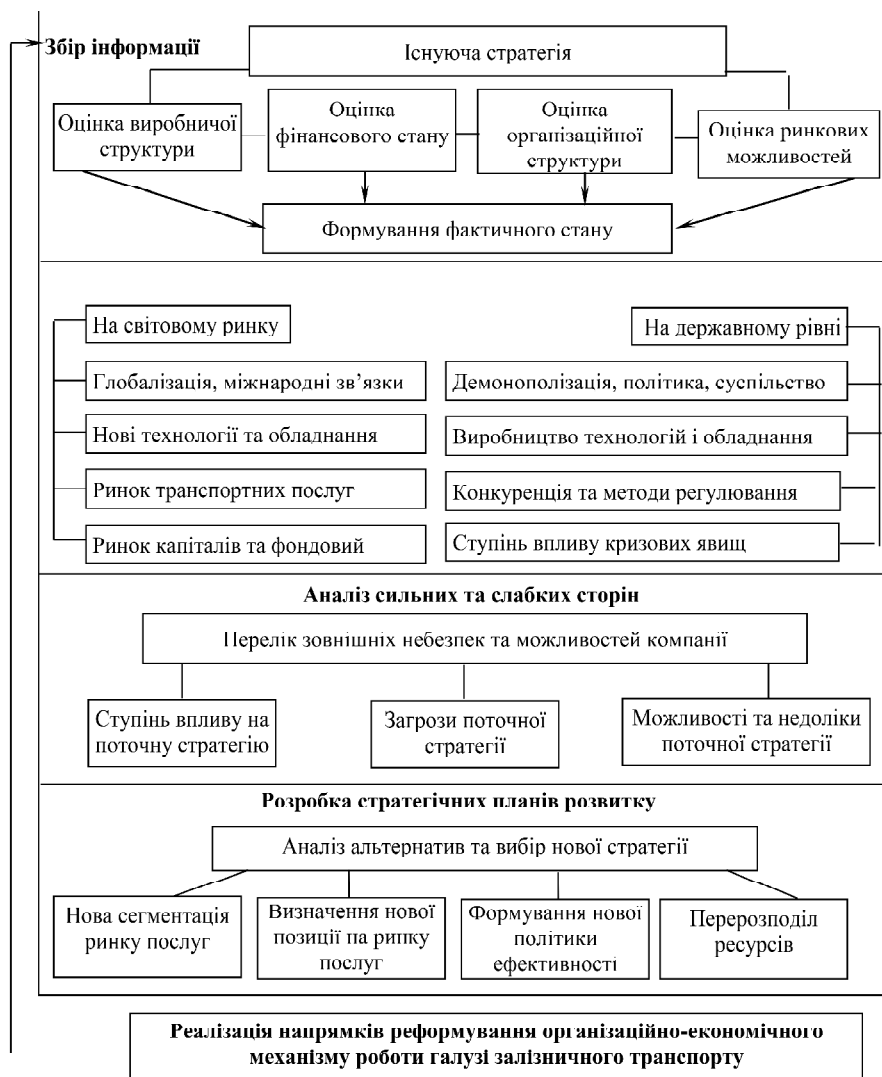 Збір інформації
Існуюча стратегія
Оцінка виробничої
структури
Оцінка
фінансового стану
Оцінка
організаційної
структури
Оцінка ринкових
можливостей
Формування фактичного стану
На світовому ринку
На державному рівні
Глобалізація, міжнародні зв’язки
Демонополізація, політика, суспільство
Нові технології та обладнання
Виробництво технологій і обладнання
Ринок транспортних послуг
Конкуренція та методи регулювання
Ринок капіталів та фондовий
Ступінь впливу кризових явищ
Аналіз сильних та слабких сторін
Перелік зовнішніх небезпек та можливостей компанії
Ступінь впливу на
поточну стратегію
Загрози поточної
стратегії
Можливості та недоліки
поточної стратегії
Розробка стратегічних планів розвитку
Аналіз альтернатив та вибір нової стратегії
Нова сегментація
ринку послуг
Визначення нової
позиції на ринку
послуг
Формування нової
політики
ефективності
Перерозподіл
ресурсів
Реалізація напрямків реформування організаційно-економічного
механізму роботи галузі залізничного транспорту